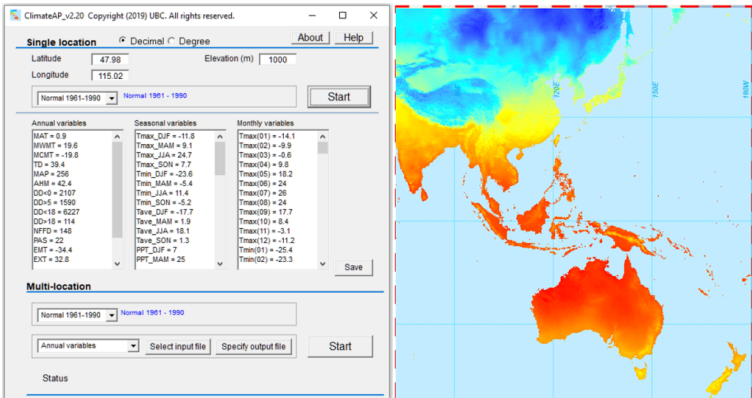 ClimateAP_v2.20 Copyright (2019) UBC. All rights reserved.
Single location
Decimal
Degree
About
Help
Latitude 47.98
Elevation (m) 1000
Longitude 115.02
Normal 1961-1990
Normal 1961 - 1990
Start
Annual variables
MAT = 0.9
MWMT = 19.6
MCMT = -19.8
TD = 39.4
MAP = 256
AHM = 42.4
DD<0 = 2107
DD>5 = 1590
DD<18 = 6227
DD>18 = 114
NFFD = 148
PAS = 22
EMT = -34.4
EXT = 32.8
Seasonal variables
Tmax_DJF = -11.8
Tmax_MAM = 9.1
Tmax_JJA = 24.7
Tmax_SON = 7.7
Tmin_DJF = -23.6
Tmin_MAM = -5.4
Tmin_JJA = 11.4
Tmin_SON = -5.2
Tave_DJF = -17.7
Tave_MAM = 1.9
Tave_JJA = 18.1
Tave_SON = 1.3
PPT_DJF = 7
PPT_MAM = 25
Monthly variables
Tmax(01) = -14.1
Tmax(02) = -9.9
Tmax(03) = -0.6
Tmax(04) = 9.8
Tmax(05) = 18.2
Tmax(06) = 24
Tmax(07) = 26
Tmax(08) = 24
Tmax(09) = 17.7
Tmax(10) = 8.4
Tmax(11) = -3.1
Tmax(12) = -11.2
Tmin(01) = -25.4
Tmin(02) = -23.3
Save
Multi-location
Normal 1961-1990
Normal 1961 - 1990
Annual variables
Select input file
Specify output file
Start
Status
120E
150E
180W